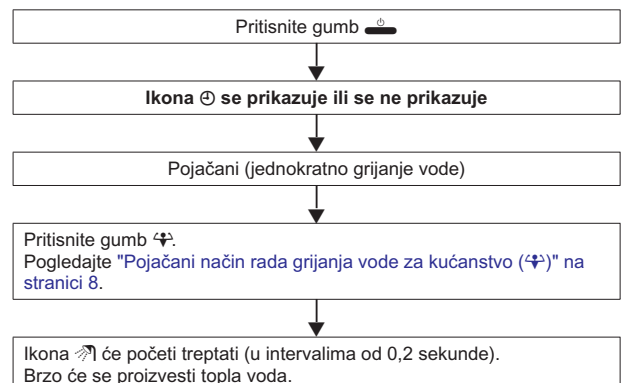 Pritisnite gumb
Ikona se prikazuje ili se ne prikazuje
Pojačani (jednokratno grijanje vode)
Pritisnite gumb .
Pogledajte "Pojačani način rada grijanja vode za kućanstvo ()" na
stranici 8.
Ikona će početi treptati (u intervalima od 0,2 sekunde).
Brzo će se proizvesti topla voda.